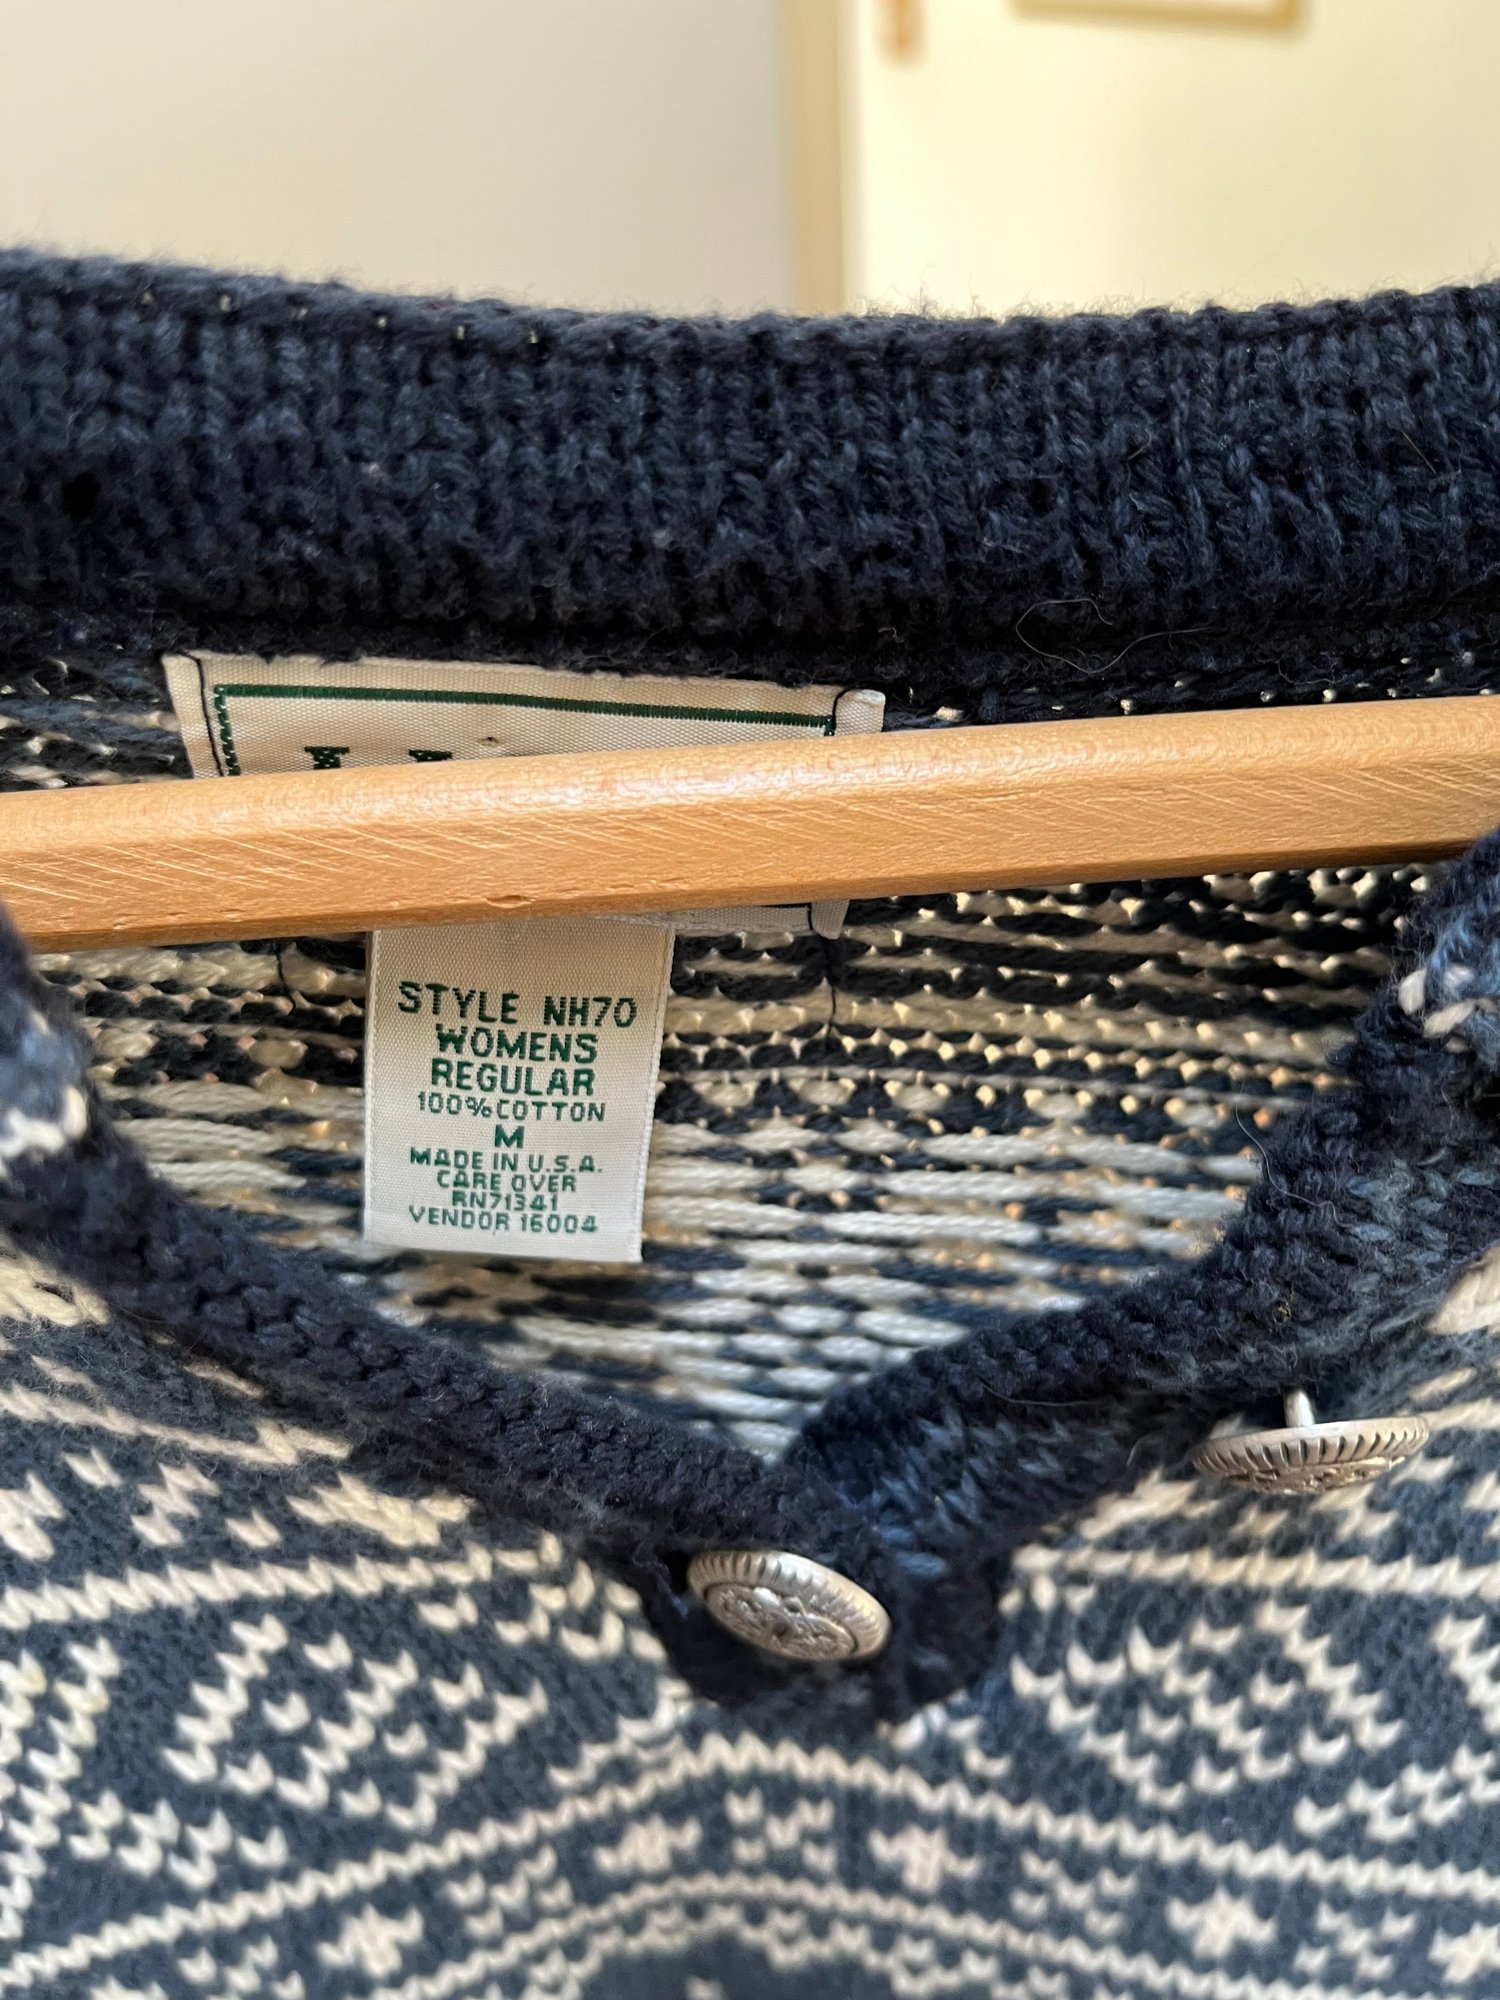 STYLE NH70
WOMENS
REGULAR
100% COTTON
M
MADE IN U.S.A.
CARE OVER
RN71341
VENDOR 16004